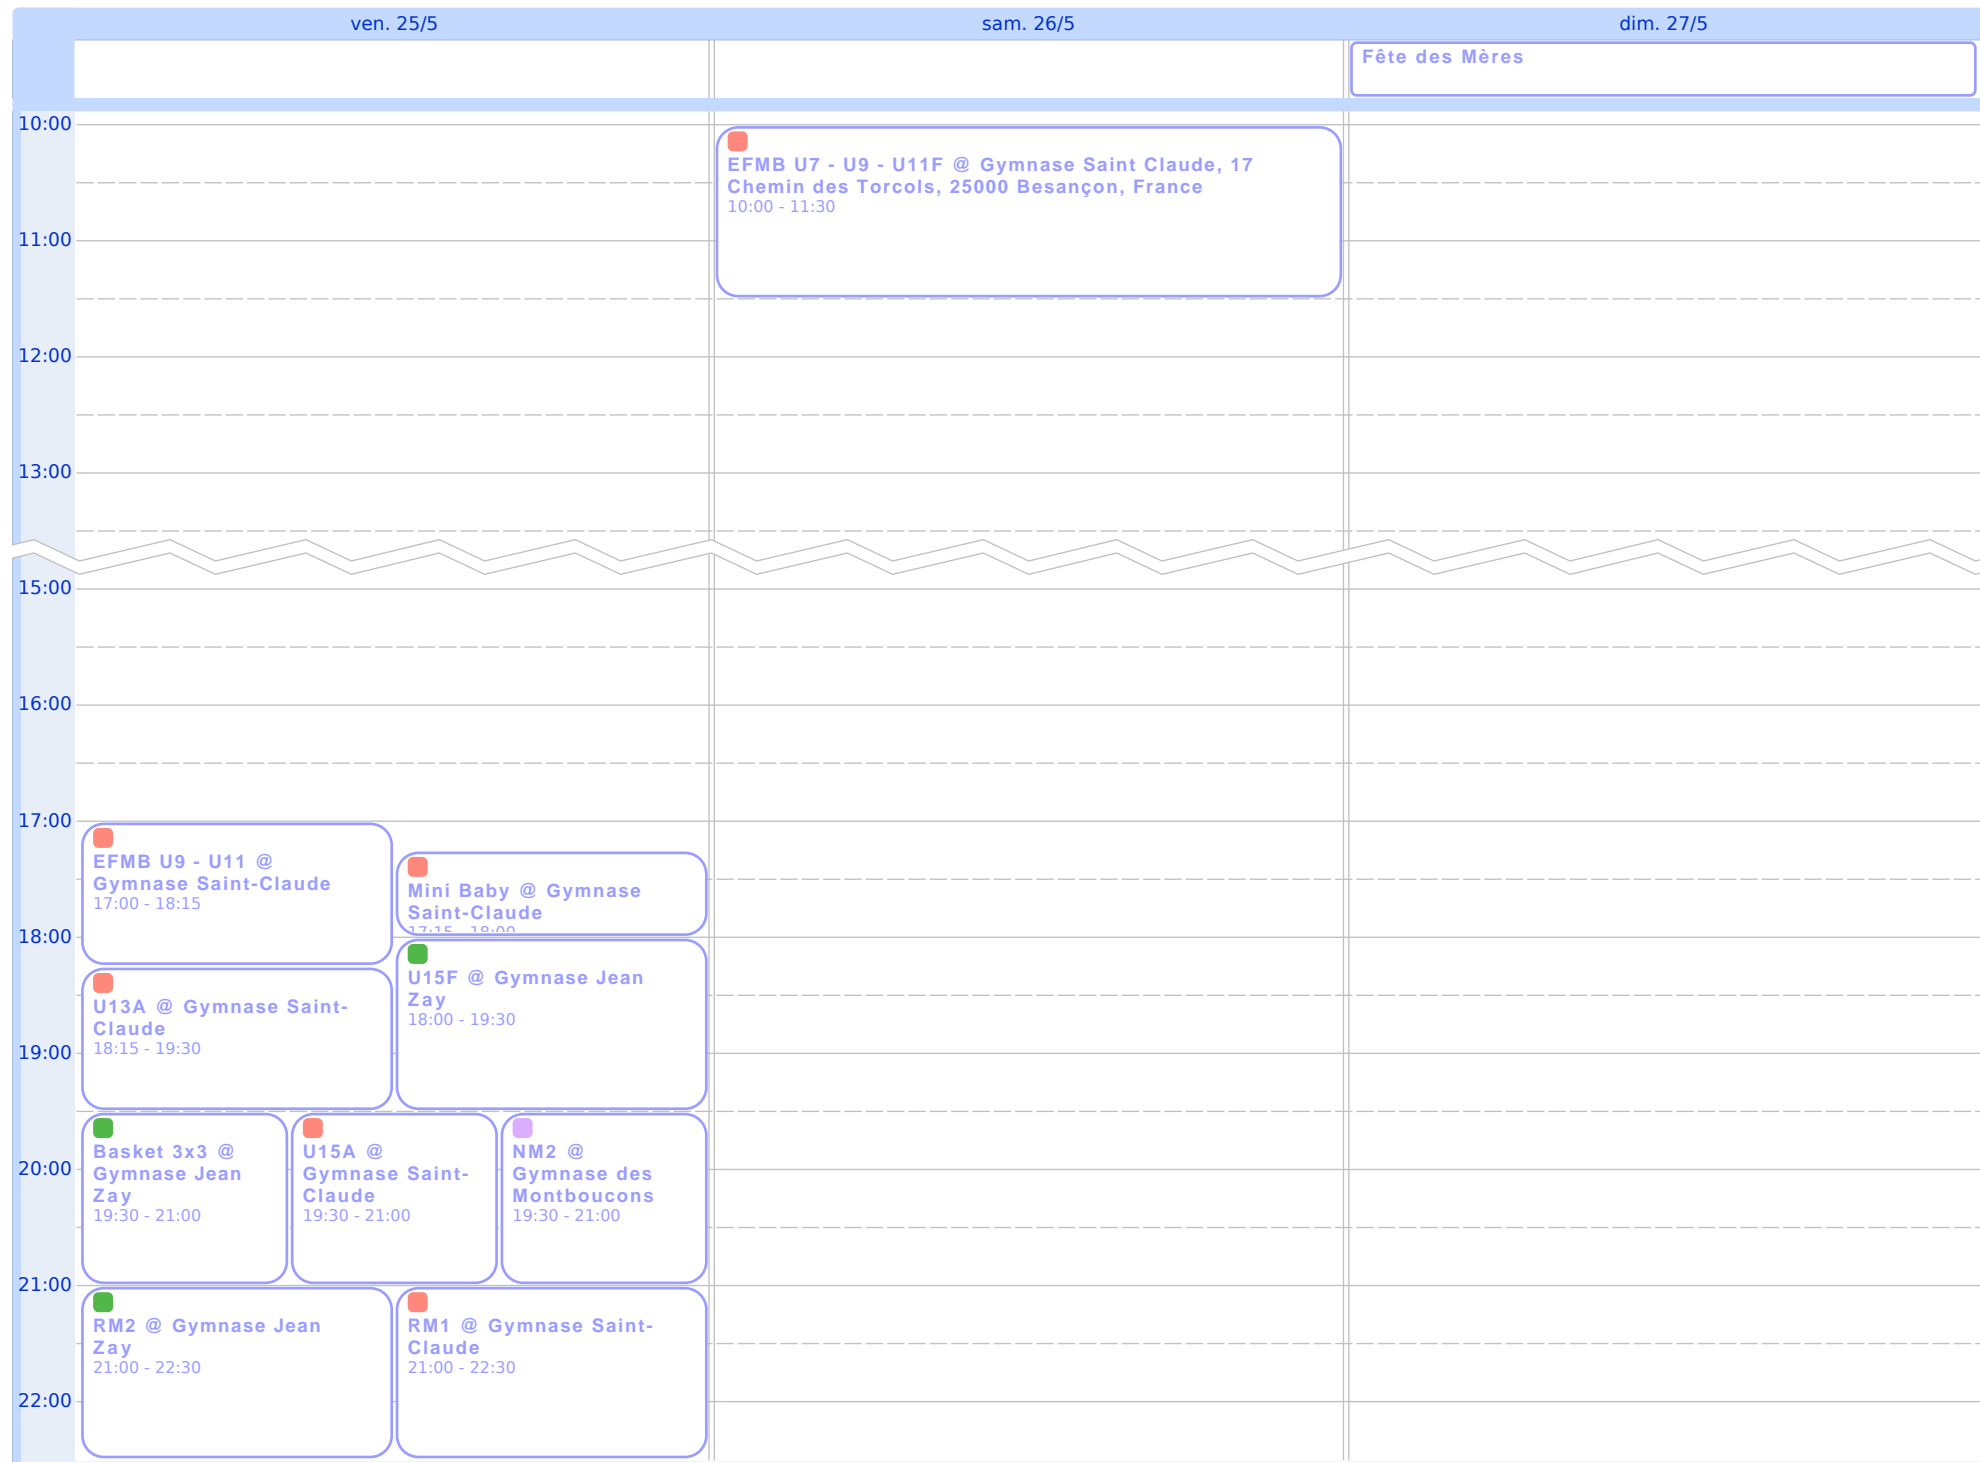 ven. 25/5
sam. 26/5
dim. 27/5
Fête des Mères
10:00
EFMB U7 - U9 - U11F @ Gymnase Saint Claude, 17
Chemin des Torcols, 25000 Besançon, France
10:00 - 11:30
11:00
12:00
13:00
15:00
16:00
17:00
EFMB U9 - U11 @
Gymnase Saint-Claude
17:00 - 18:15
Mini Baby @ Gymnase
Saint-Claude
17:15 - 18:00
18:00
U15F @ Gymnase Jean
Zay
18:00 - 19:30
U13A @ Gymnase Saint-
Claude
18:15 - 19:30
19:00
Basket 3x3 @
Gymnase Jean
Zay
19:30 - 21:00
U15A @
Gymnase Saint-
Claude
19:30 - 21:00
NM2 @
Gymnase des
Montboucons
19:30 - 21:00
20:00
21:00
RM2 @ Gymnase Jean
Zay
21:00 - 22:30
RM1 @ Gymnase Saint-
Claude
21:00 - 22:30
22:00